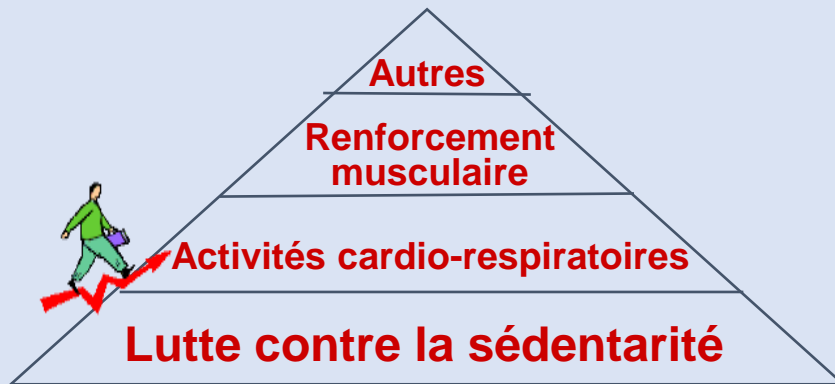 Autres
Renforcement
musculaire
Activités cardio-respiratoires
Lutte contre la sédentarité